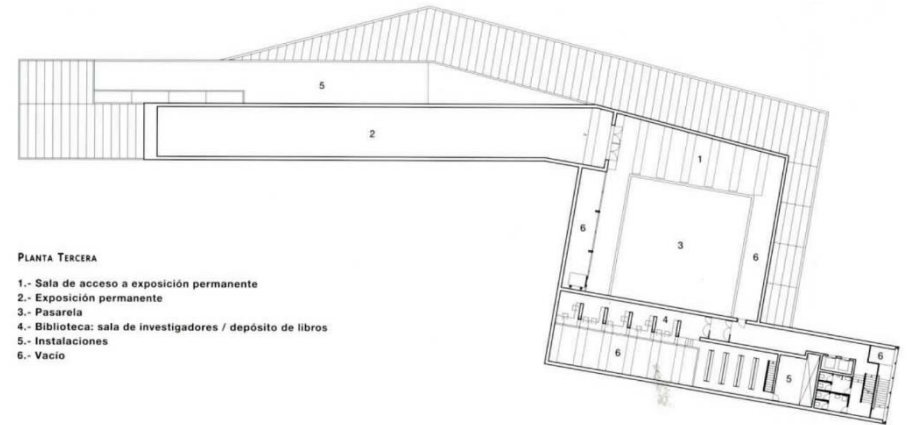 5
2
1
6
3
6
4
6
5
6
PLANTA TERCERA
1.- Sala de acceso a exposición permanente
2.- Exposición permanente
3.- Pasarela
4.- Biblioteca: sala de investigadores / depósito de libros
5.- Instalaciones
6.- Vacío